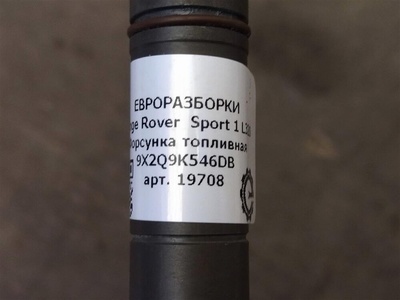 ЕВРОРАЗБОРКИ
Rover Sport 1
топливная
9X2Q9K546DB
арт. 19708